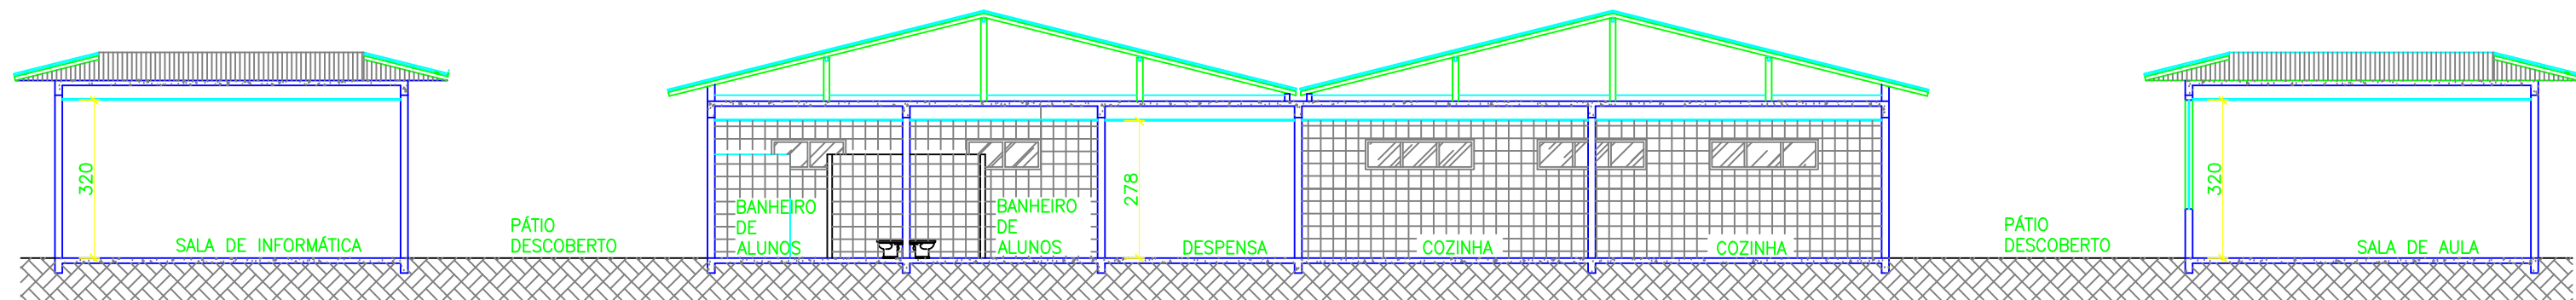 320
SALA DE INFORMÁTICA
PÁTIO
DESCOBERTO
BANHEIRO
DE
ALUNOS
BANHEIRO
DE
ALUNOS
278
DESPENSA
COZINHA
COZINHA
PÁTIO
DESCOBERTO
320
SALA DE AULA